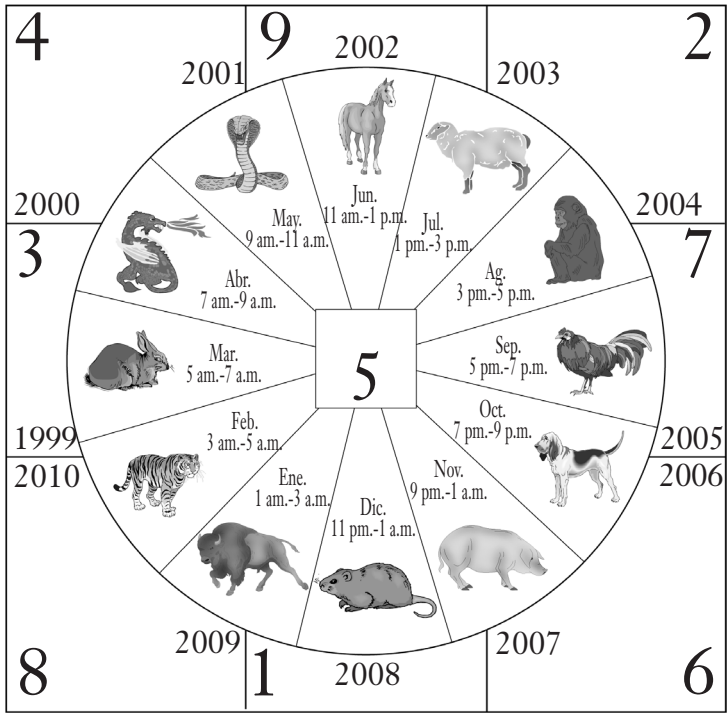 4
9
2
2002
2001
2003
Jun.
11 am.-1 p.m.
2000
May.
9 am.-11 a.m.
Jul.
1 pm.-3 p.m.
2004
3
7
Abr.
7 am.-9 a.m.
Ag.
3 pm.-5 p.m.
Mar.
5 am.-7 a.m.
5
Sep.
5 pm.-7 p.m.
1999
2010
Feb.
3 am.-5 a.m.
Oct.
7 pm.-9 p.m.
2005
2006
Ene.
1 am.-3 a.m.
Dic.
11 pm.-1 a.m.
Nov.
9 pm.-1 a.m.
2009
2008
2007
8
1
6